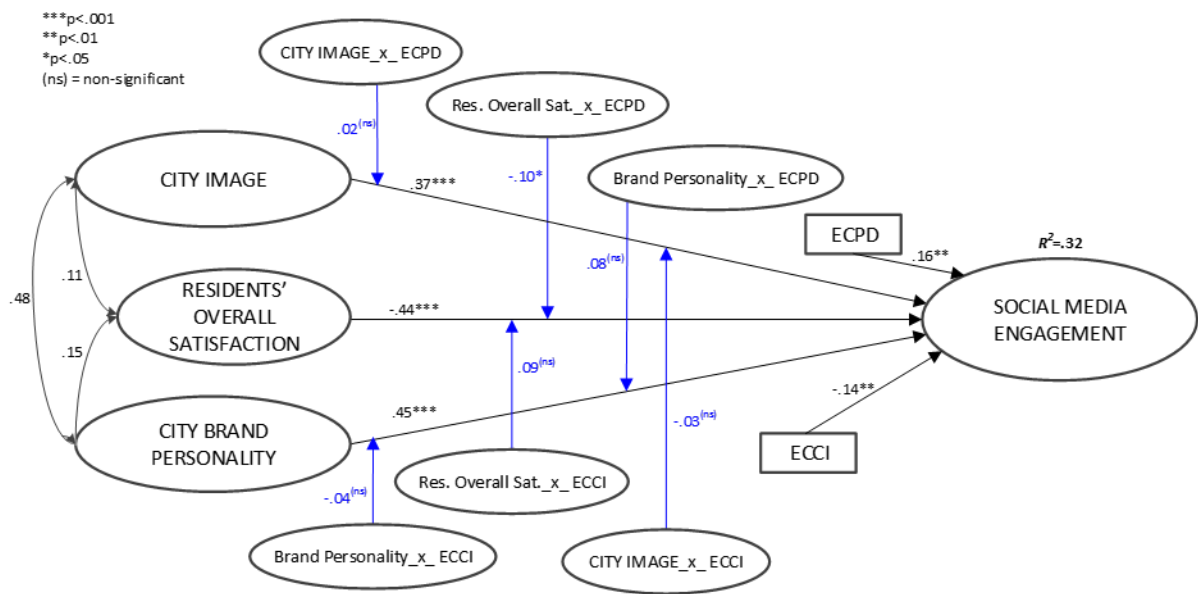 ***p<.001
**p<.01
*p<.05
(ns) = non-significant
CITY IMAGE_x_ ECPD
Res. Overall Sat._x_ ECPD
Brand Personality_x_ ECPD
.02(ns)
-.10*
.08(ns)
CITY IMAGE
.37***
ECPD
.16**
R²=.32
.48
.11
.15
RESIDENTS’
OVERALL
SATISFACTION
-.44***
SOCIAL MEDIA
ENGAGEMENT
.09(ns)
-.03(ns)
-.14**
CITY BRAND
PERSONALITY
.45***
ECCI
-.04(ns)
Res. Overall Sat._x_ ECCI
Brand Personality_x_ ECCI
CITY IMAGE_x_ ECCI